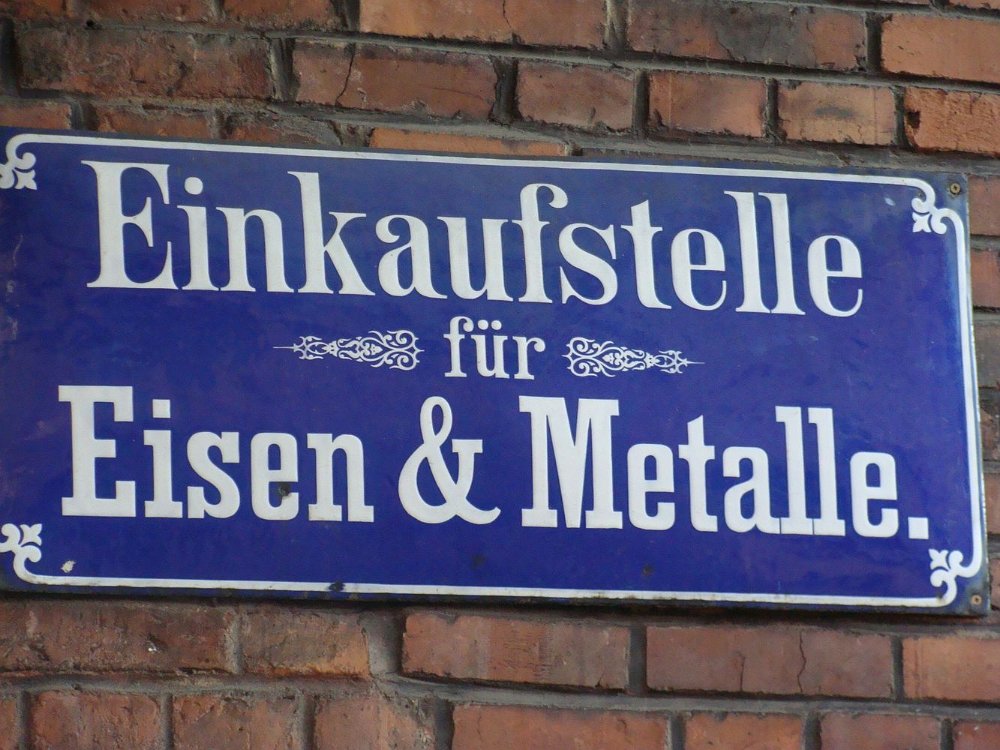 Einkaufstelle
für
Eisen & Metalle.